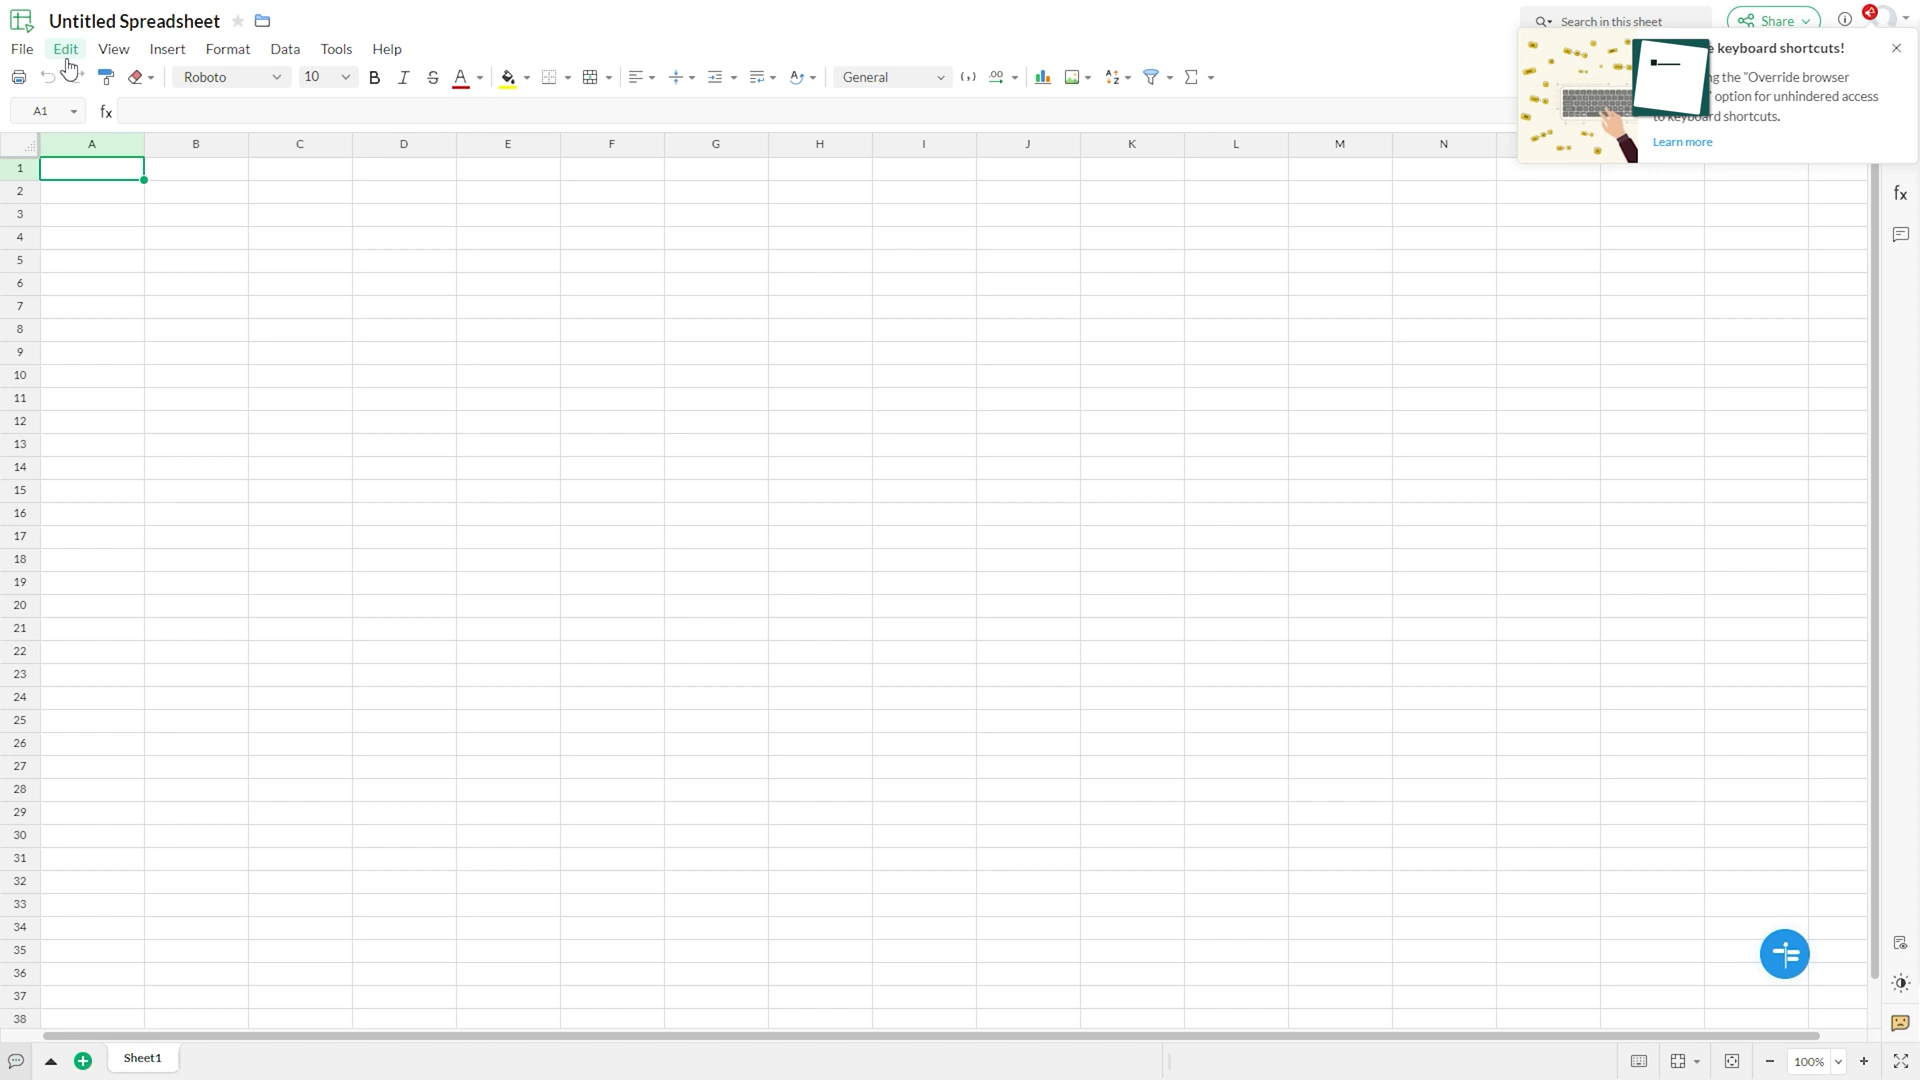 Untitled Spreadsheet
Search in this sheet
Share
File Edit View Insert Format Data Tools Help
e keyboard shortcuts!
Roboto 10 General
g the "Override browser
option for unhindered access
to keyboard shortcuts.
Learn more
A1 fx
A B C D E F G H I J K L M N
1
2
3
4
5
6
7
8
9
10
11
12
13
14
15
16
17
18
19
20
21
22
23
24
25
26
27
28
29
30
31
32
33
34
35
36
37
38
fx
Sheet1
100%